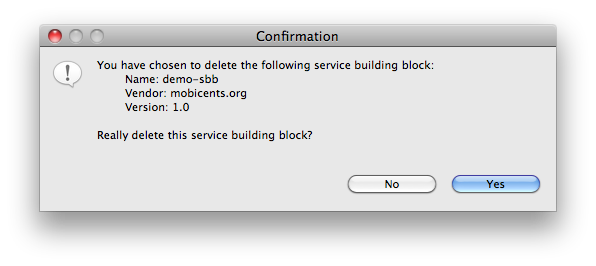 Confirmation
You have chosen to delete the following service building block:
Name: demo-sbb
Vendor: mobicents.org
Version: 1.0
Really delete this service building block?
No
Yes